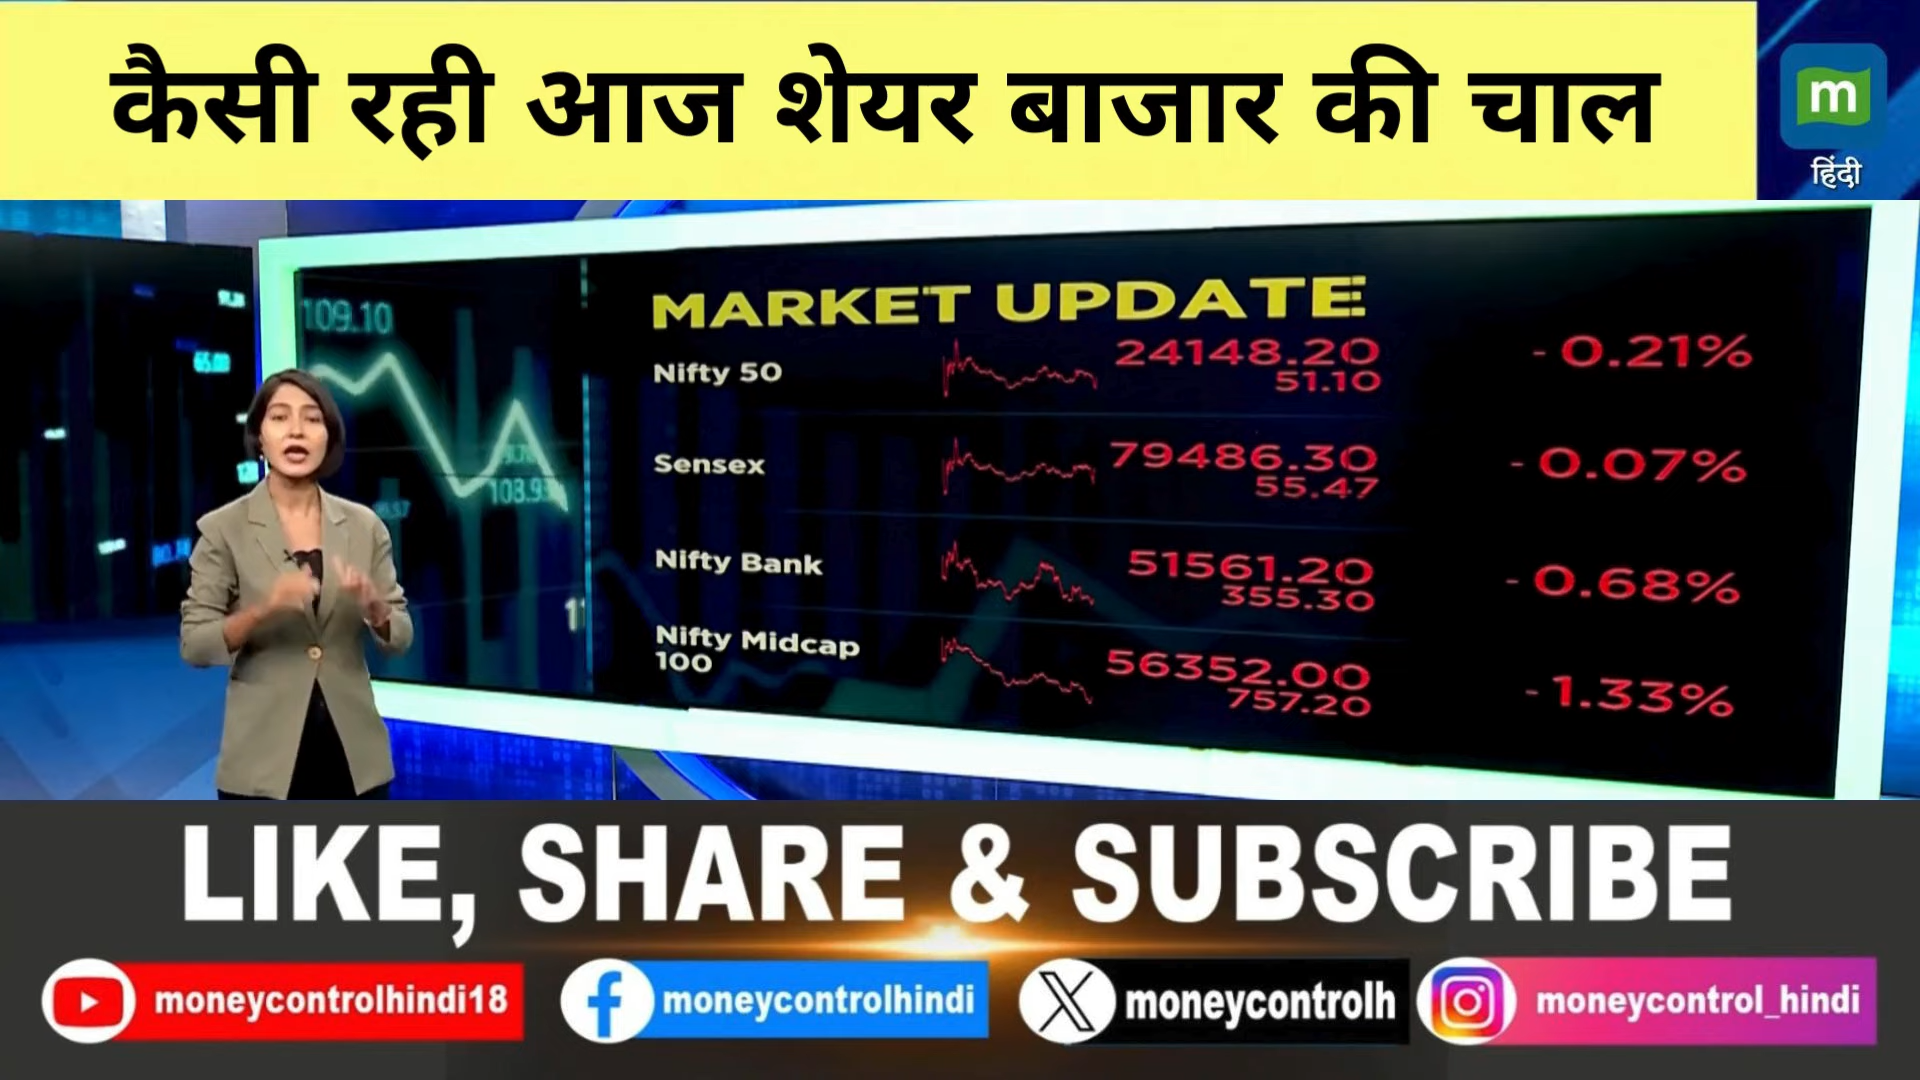 कैसी रही आज शेयर बाजार की चाल
m
हिंदी
109.10
103.9
MARKET UPDATE
Nifty 50 24148.20 -0.21%
51.10
Sensex 79486.30 -0.07%
55.47
Nifty Bank 51561.20 -0.68%
355.30
Nifty Midcap
100 56352.00 -1.33%
757.20
LIKE, SHARE & SUBSCRIBE
moneycontrolhindi18 moneycontrolhindi moneycontrolh moneycontrol_hindi